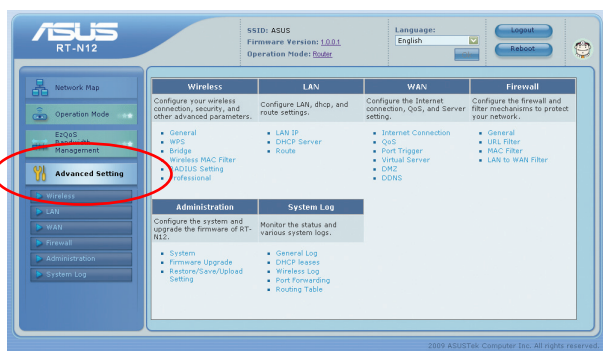 ASUS
RT-N12
SSID: ASUS
Firmware Version: 1.0.0.1
Operation Mode: Router
Language:
English
Logout
Reboot
Network Map
Operation Mode
EzQoS
Bandwidth
Management
Advanced Setting
Wireless
LAN
WAN
Firewall
Administration
System Log
Wireless
Configure your wireless
connection, security, and
other advanced parameters.
General
WPS
Bridge
Wireless MAC Filter
RADIUS Setting
Professional
LAN
Configure LAN, dhcp, and
route settings.
LAN IP
DHCP Server
Route
WAN
Configure the Internet
connection, QoS, and Server
setting.
Internet Connection
QoS
Port Trigger
Virtual Server
DMZ
DDNS
Firewall
Configure the firewall and
filter mechanisms to protect
your network.
General
URL Filter
MAC Filter
LAN to WAN Filter
Administration
Configure the system and
upgrade the firmware of RT-
N12.
System
Firmware Upgrade
Restore/Save/Upload
Setting
System Log
Monitor the status and
various system logs.
General Log
DHCP leases
Wireless Log
Port Forwarding
Routing Table
2009 ASUSTek Computer Inc. All rights reserved.